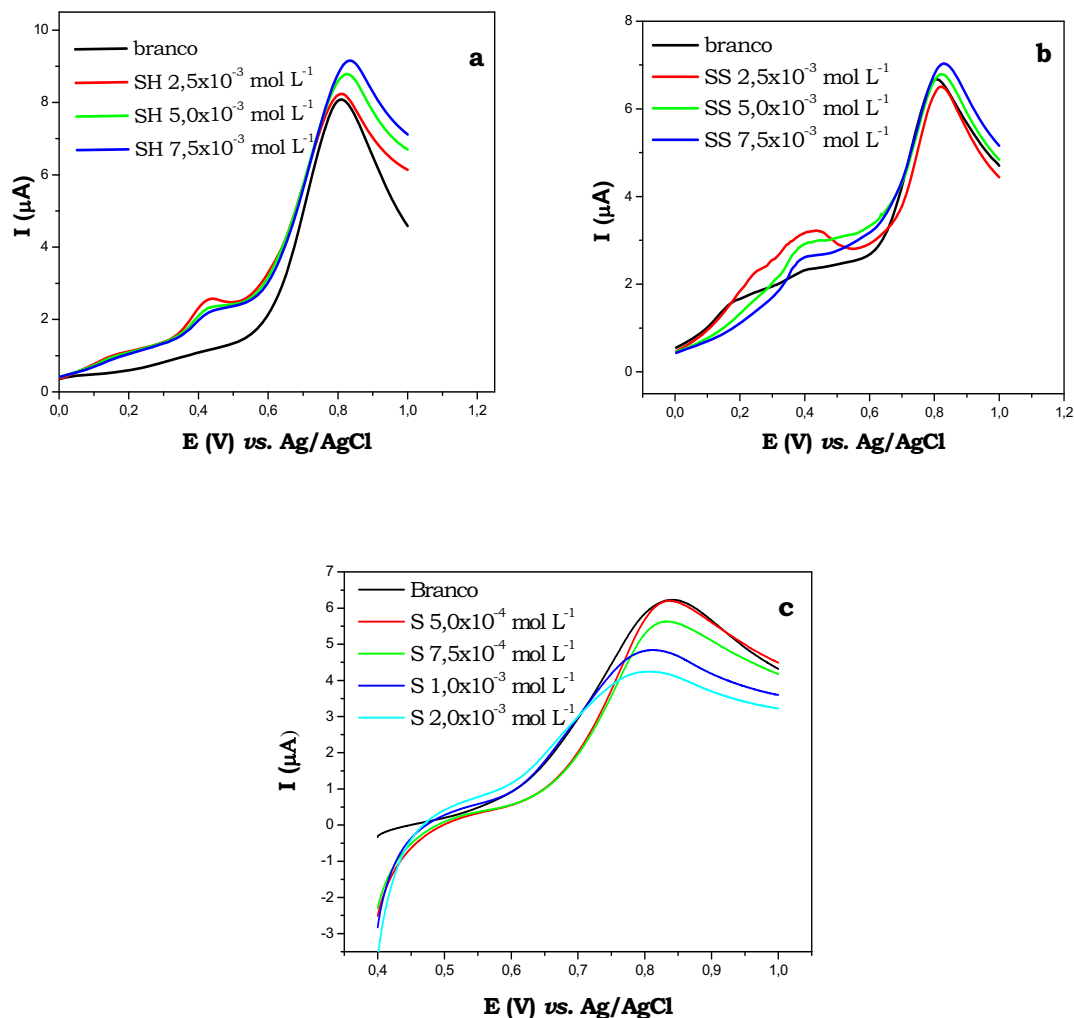 a
branco
SH 2,5x10⁻³ mol L⁻¹
SH 5,0x10⁻³ mol L⁻¹
SH 7,5x10⁻³ mol L⁻¹
I (μA)
10
8
6
4
2
0
0,0 0,2 0,4 0,6 0,8 1,0 1,2
E (V) vs. Ag/AgCl
b
branco
SS 2,5x10⁻³ mol L⁻¹
SS 5,0x10⁻³ mol L⁻¹
SS 7,5x10⁻³ mol L⁻¹
I (μA)
8
6
4
2
0
0,0 0,2 0,4 0,6 0,8 1,0 1,2
E (V) vs. Ag/AgCl
c
Branco
S 5,0x10⁻⁴ mol L⁻¹
S 7,5x10⁻⁴ mol L⁻¹
S 1,0x10⁻³ mol L⁻¹
S 2,0x10⁻³ mol L⁻¹
I (μA)
7
6
5
4
3
2
1
0
-1
-2
-3
0,4 0,5 0,6 0,7 0,8 0,9 1,0
E (V) vs. Ag/AgCl